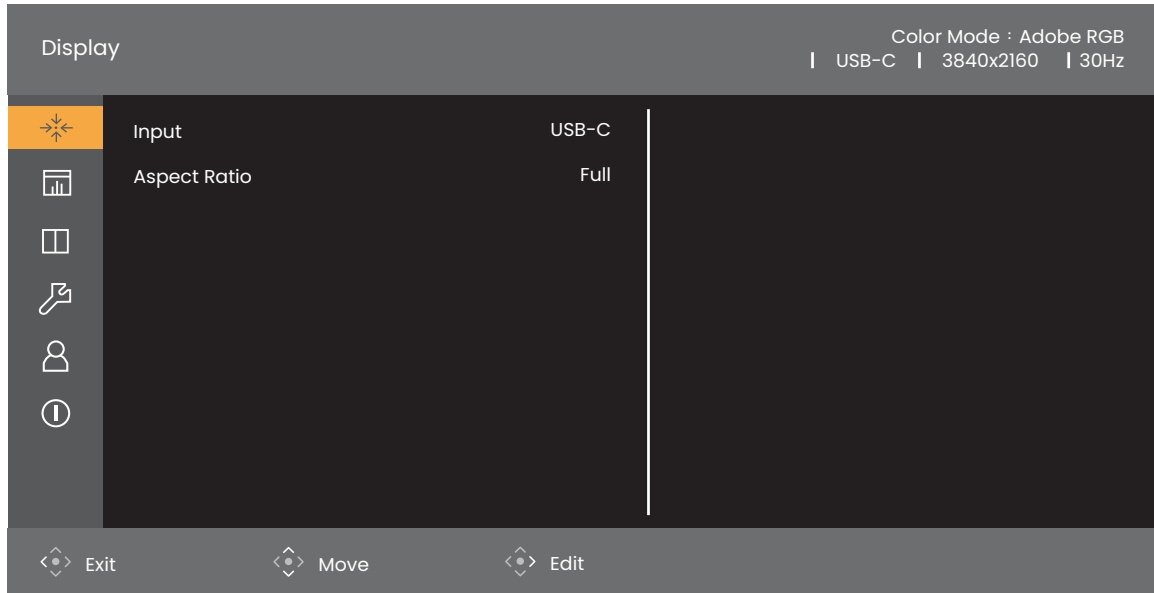 Display
Color Mode : Adobe RGB
| USB-C | 3840x2160 | 30Hz
Input USB-C
Aspect Ratio Full
Exit Move Edit